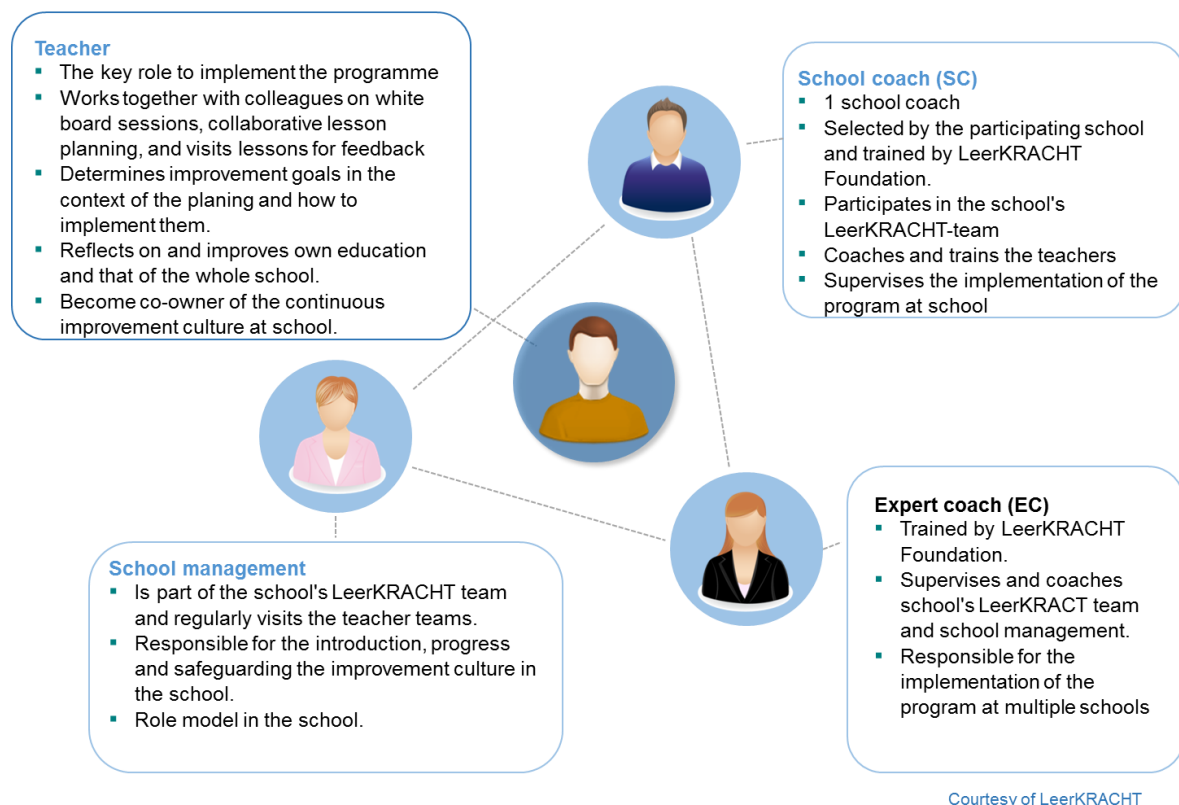 Teacher
▪ The key role to implement the programme
▪ Works together with colleagues on white
board sessions, collaborative lesson
planning, and visits lessons for feedback
▪ Determines improvement goals in the
context of the planing and how to
implement them.
▪ Reflects on and improves own education
and that of the whole school.
▪ Become co-owner of the continuous
improvement culture at school.
School coach (SC)
▪ 1 school coach
▪ Selected by the participating school
and trained by LeerKRACHT
Foundation.
▪ Participates in the school's
LeerKRACHT-team
▪ Coaches and trains the teachers
▪ Supervises the implementation of the
program at school
School management
▪ Is part of the school's LeerKRACHT team
and regularly visits the teacher teams.
▪ Responsible for the introduction, progress
and safeguarding the improvement culture in
the school.
▪ Role model in the school.
Expert coach (EC)
▪ Trained by LeerKRACHT
Foundation.
▪ Supervises and coaches
school's LeerKRACT team
and school management.
▪ Responsible for the
implementation of the
program at multiple schools
Courtesy of LeerKRACHT